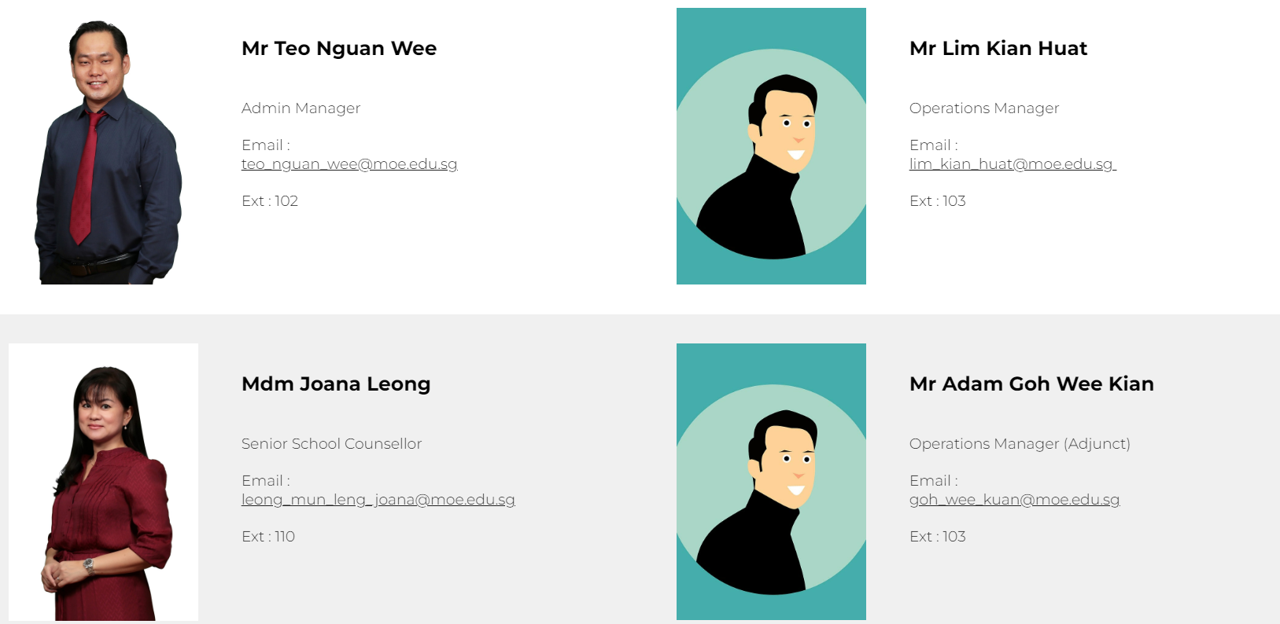 Mr Teo Nguan Wee
Admin Manager
Email :
teo_nguan_wee@moe.edu.sg
Ext : 102
Mr Lim Kian Huat
Operations Manager
Email :
lim_kian_huat@moe.edu.sg
Ext : 103
Mdm Joana Leong
Senior School Counsellor
Email :
leong_mun_leng_joana@moe.edu.sg
Ext : 110
Mr Adam Goh Wee Kian
Operations Manager (Adjunct)
Email :
goh_wee_kuan@moe.edu.sg
Ext : 103